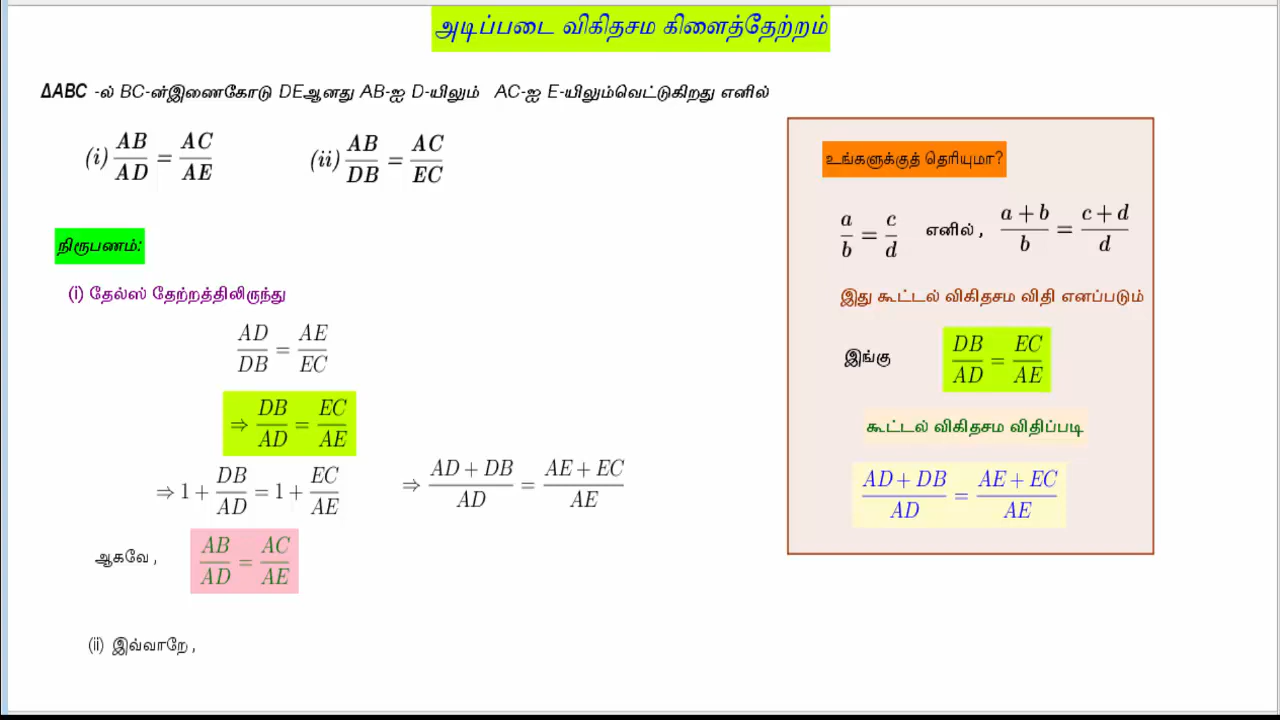 அடிப்படை விகிதசம கிளைத்தேற்றம்
ΔABC -ல் BC-ன்இணைகோடு DEஆனது AB-ஐ D-யிலும் AC-ஐ E-யிலும்வெட்டுகிறது எனில்
(i) AB/AD = AC/AE (ii) AB/DB = AC/EC
நிரூபணம்:
(i) தேல்ஸ் தேற்றத்திலிருந்து
AD/DB = AE/EC
⇒ DB/AD = EC/AE
⇒ 1 + DB/AD = 1 + EC/AE ⇒ AD + DB/AD = AE + EC/AE
ஆகவே , AB/AD = AC/AE
(ii) இவ்வாறே ,
உங்களுக்குத் தெரியுமா?
a/b = c/d எனில் , a + b/b = c + d/d
இது கூட்டல் விகிதசம விதி எனப்படும்
இங்கு DB/AD = EC/AE
கூட்டல் விகிதசம விதிப்படி
AD + DB/AD = AE + EC/AE